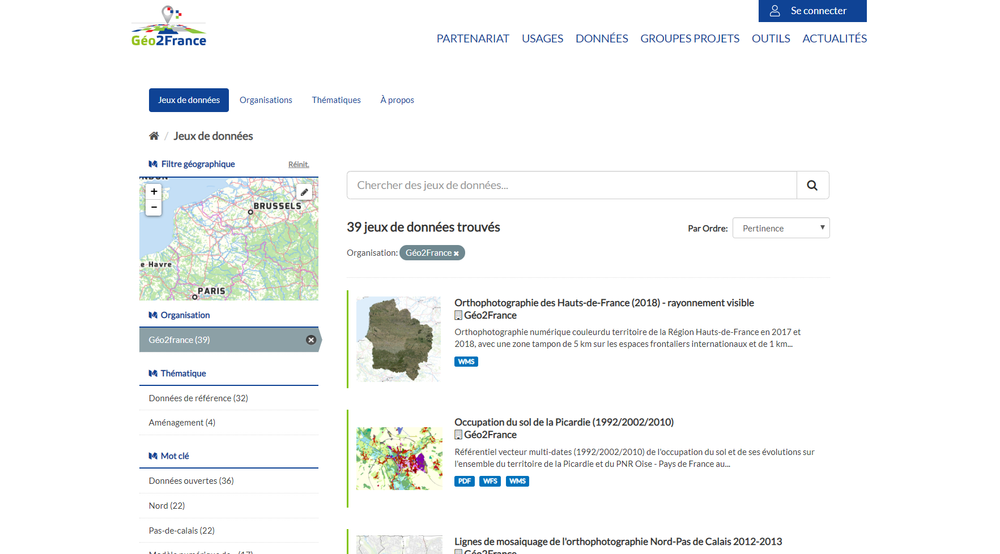 Se connecter
Géo2France
PARTENARIAT USAGES DONNÉES GROUPES PROJETS OUTILS ACTUALITÉS
Jeux de données Organisations Thématiques À propos
/ Jeux de données
Filtre géographique Réinit.
+
−
BRUSSELS
e Havre
PARIS
Chercher des jeux de données...
39 jeux de données trouvés
Par Ordre: Pertinence
Organisation: Géo2France
Organisation
Géo2france (39)
Thématique
Données de référence (32)
Aménagement (4)
Mot clé
Données ouvertes (36)
Nord (22)
Pas-de-calais (22)
Orthophotographie des Hauts-de-France (2018) - rayonnement visible
Géo2France
Orthophotographie numérique couleurdu territoire de la Région Hauts-de-France en 2017 et
2018, avec une zone tampon de 5 km sur les espaces frontaliers internationaux et de 1 km...
WMS
Occupation du sol de la Picardie (1992/2002/2010)
Géo2France
Référentiel vecteur multi-dates (1992/2002/2010) de l'occupation du sol et de ses évolutions sur
l'ensemble du territoire de la Picardie et du PNR Oise - Pays de France au...
PDF WFS WMS
Lignes de mosaiquage de l'orthophotographie Nord-Pas de Calais 2012-2013
Géo2France